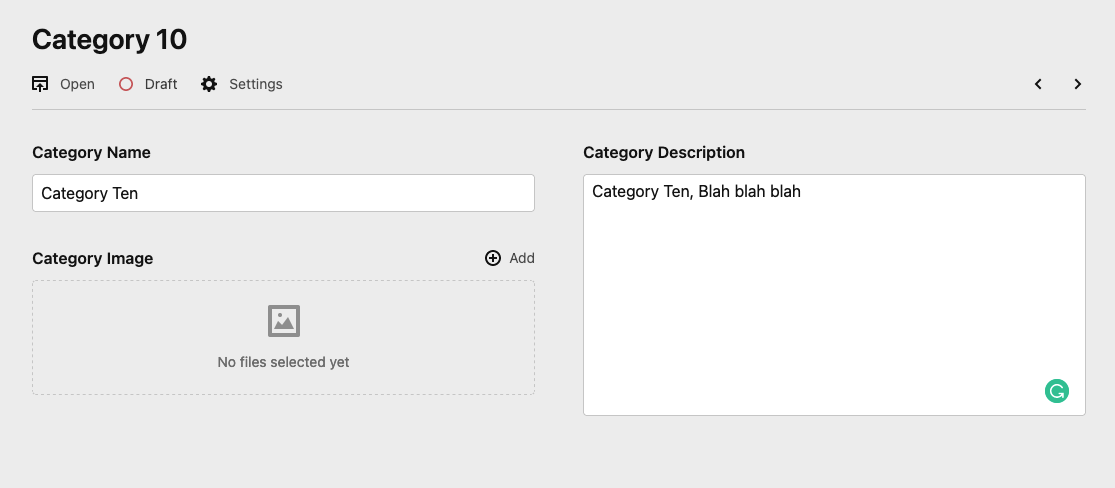 Category 10
Open Draft Settings
Category Name
Category Ten
Category Image
Add
No files selected yet
Category Description
Category Ten, Blah blah blah